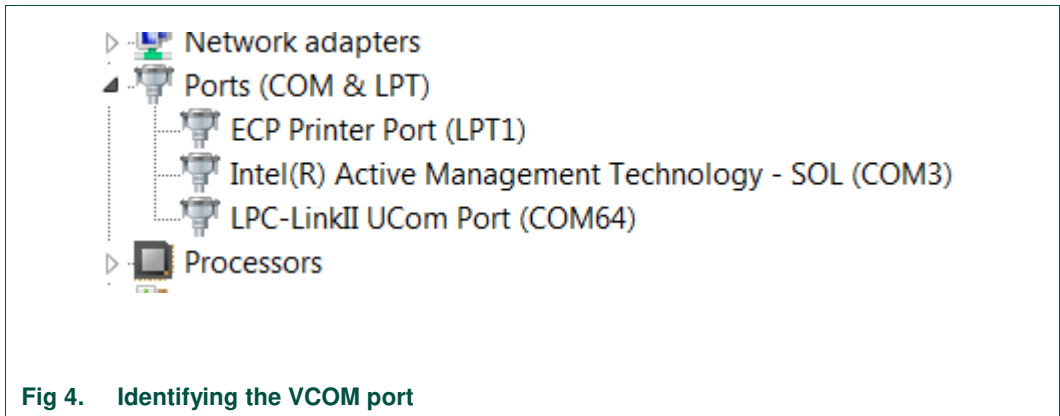 Network adapters
Ports (COM & LPT)
ECP Printer Port (LPT1)
Intel(R) Active Management Technology - SOL (COM3)
LPC-LinkII UCom Port (COM64)
Processors
Fig 4. Identifying the VCOM port